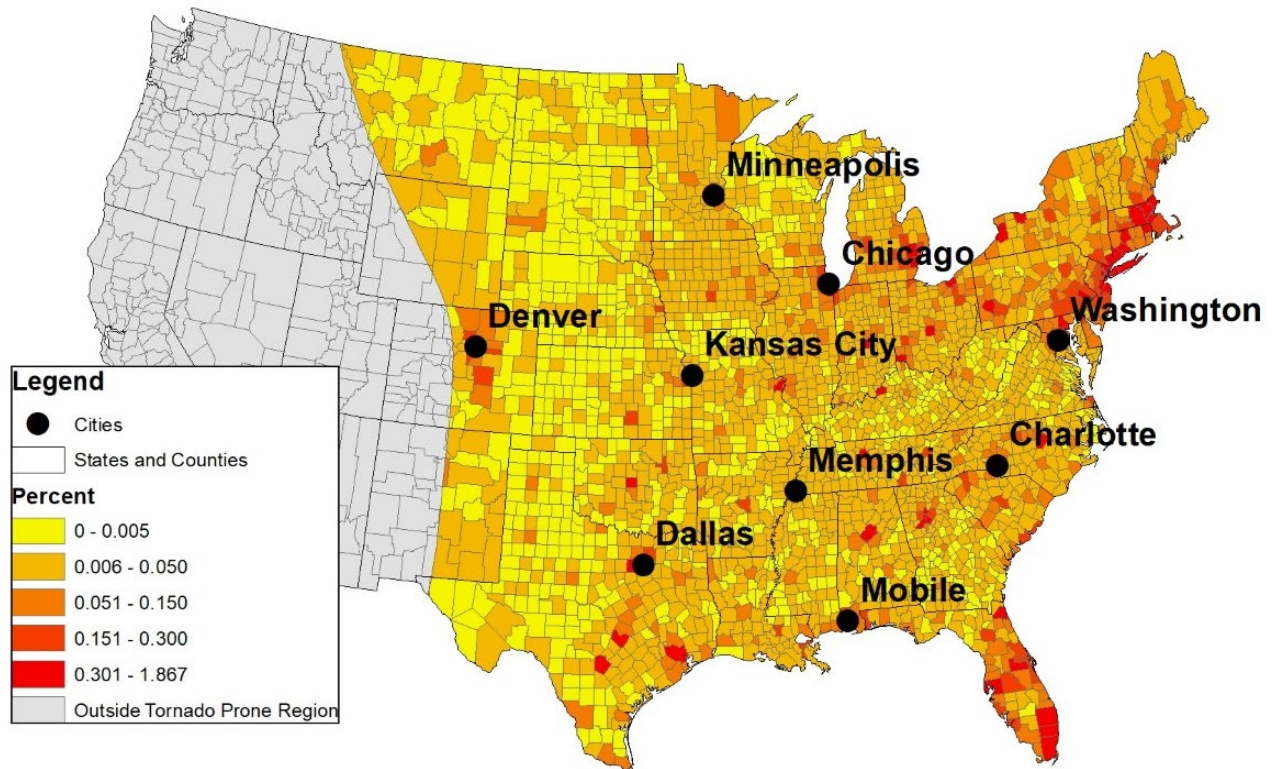 Minneapolis
Chicago
Denver
Washington
Kansas City
Charlotte
Memphis
Dallas
Mobile
Legend
Cities
States and Counties
Percent
0 - 0.005
0.006 - 0.050
0.051 - 0.150
0.151 - 0.300
0.301 - 1.867
Outside Tornado Prone Region